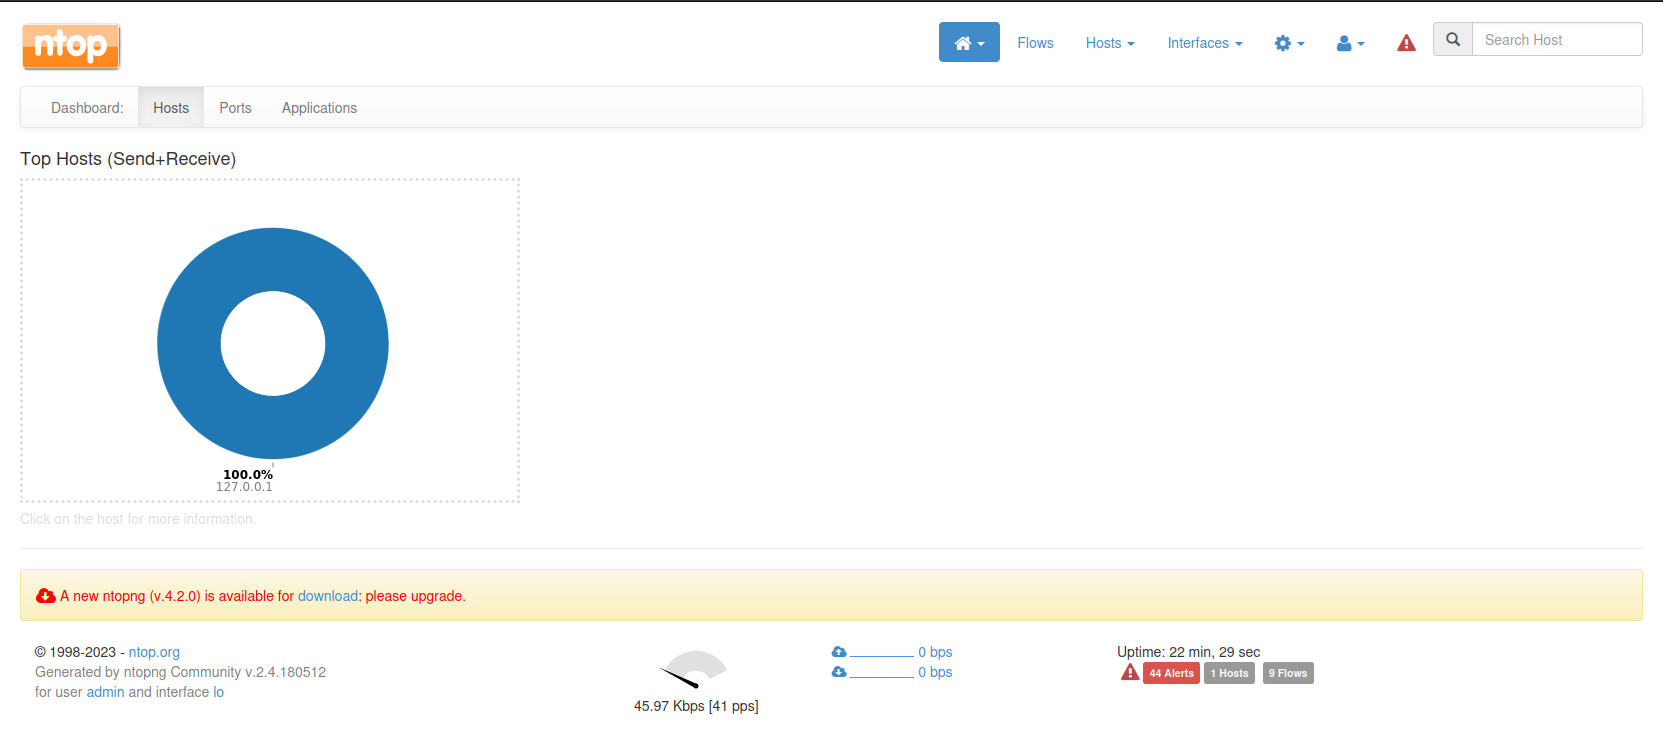 ntop
Flows Hosts Interfaces Search Host
Dashboard: Hosts Ports Applications
Top Hosts (Send+Receive)
100.0%
127.0.0.1
Click on the host for more information.
A new ntopng (v.4.2.0) is available for download: please upgrade.
© 1998-2023 - ntop.org
Generated by ntopng Community v.2.4.180512
for user admin and interface lo
45.97 Kbps [41 pps]
0 bps
0 bps
Uptime: 22 min, 29 sec
44 Alerts 1 Hosts 9 Flows